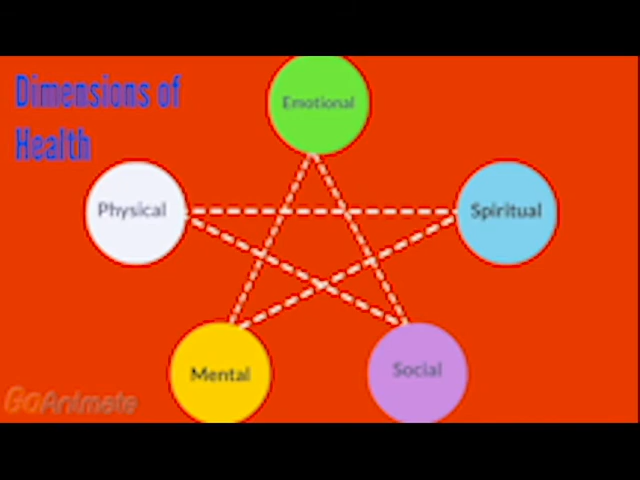 Dimensions of
Health
Emotional
Physical
Spiritual
Mental
Social
GoAnimate